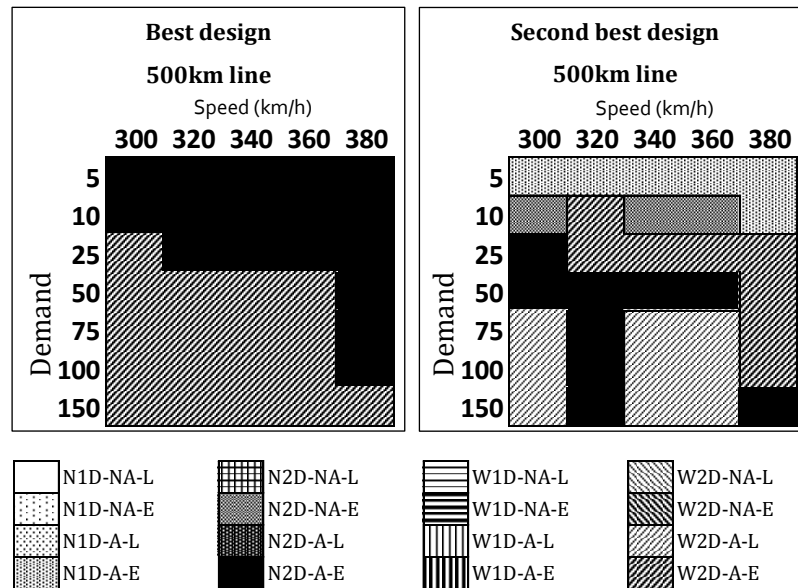 Best design
500km line
Speed (km/h)
300 320 340 360 380
Demand
5
10
25
50
75
100
150
Second best design
500km line
Speed (km/h)
300 320 340 360 380
Demand
5
10
25
50
75
100
150
N1D-NA-L
N1D-NA-E
N1D-A-L
N1D-A-E
N2D-NA-L
N2D-NA-E
N2D-A-L
N2D-A-E
W1D-NA-L
W1D-NA-E
W1D-A-L
W1D-A-E
W2D-NA-L
W2D-NA-E
W2D-A-L
W2D-A-E